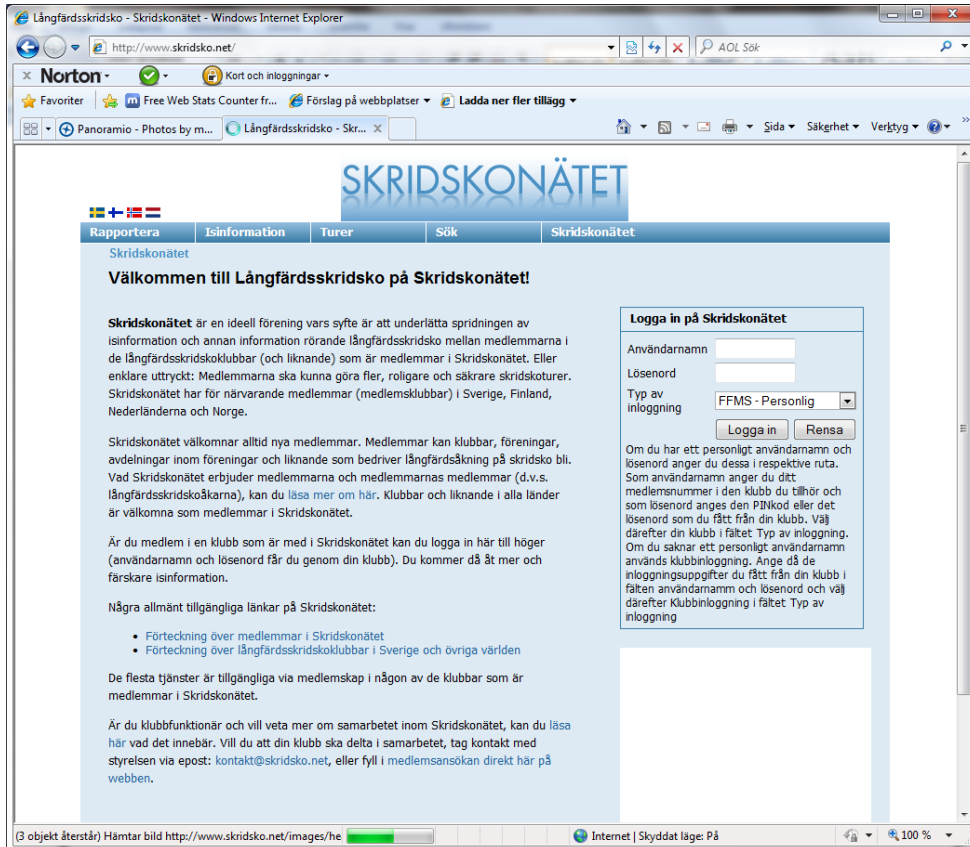 Långfärdsskridsko - Skridskonätet - Windows Internet Explorer
http://www.skridsko.net/
AOL Sök
Norton
Kort och inloggningar
Favoriter
Free Web Stats Counter fr...
Förslag på webbplatser
Ladda ner fler tillägg
Panoramio - Photos by m...
Långfärdsskridsko - Skr...
Sida
Säkerhet
Verktyg
SKRIDSKONÄTET
Rapportera Isinformation Turer Sök Skridskonätet
Skridskonätet
Välkommen till Långfärdsskridsko på Skridskonätet!
Skridskonätet är en ideell förening vars syfte är att underlätta spridningen av
isinformation och annan information rörande långfärdsskridsko mellan medlemmarna i
de långfärdsskridskoklubbar (och liknande) som är medlemmar i Skridskonätet. Eller
enklare uttryckt: Medlemmarna ska kunna göra fler, roligare och säkrare skridskoturer.
Skridskonätet har för närvarande medlemmar (medlemsklubbar) i Sverige, Finland,
Nederländerna och Norge.
Skridskonätet välkomnar alltid nya medlemmar. Medlemmar kan klubbar, föreningar,
avdelningar inom föreningar och liknande som bedriver långfärdsåkning på skridsko bli.
Vad Skridskonätet erbjuder medlemmarna och medlemmarnas medlemmar (d.v.s.
långfärdsskridskoåkarna), kan du läsa mer om här. Klubbar och liknande i alla länder
är välkomna som medlemmar i Skridskonätet.
Är du medlem i en klubb som är med i Skridskonätet kan du logga in här till höger
(användarnamn och lösenord får du genom din klubb). Du kommer då åt mer och
färskare isinformation.
Några allmänt tillgängliga länkar på Skridskonätet:
• Förteckning över medlemmar i Skridskonätet
• Förteckning över långfärdsskridskoklubbar i Sverige och övriga världen
De flesta tjänster är tillgängliga via medlemskap i någon av de klubbar som är
medlemmar i Skridskonätet.
Är du klubbfunktionär och vill veta mer om samarbetet inom Skridskonätet, kan du läsa
här vad det innebär. Vill du att din klubb ska delta i samarbetet, tag kontakt med
styrelsen via epost: kontakt@skridsko.net, eller fyll i medlemsansökan direkt här på
webben.
Logga in på Skridskonätet
Användarnamn
Lösenord
Typ av
inloggning
FFMS - Personlig
Logga in Rensa
Om du har ett personligt användarnamn och
lösenord anger du dessa i respektive ruta.
Som användarnamn anger du ditt
medlemsnummer i den klubb du tillhör och
som lösenord anges den PINkod eller det
lösenord som du fått från din klubb. Välj
därefter din klubb i fältet Typ av inloggning.
Om du saknar ett personligt användarnamn
används klubbinloggning. Ange då de
inloggningsuppgifter du fått från din klubb i
fälten användarnamm och lösenord och välj
därefter Klubbinloggning i fältet Typ av
inloggning
(3 objekt återstår) Hämtar bild http://www.skridsko.net/images/he
Internet | Skyddat läge: På
100 %